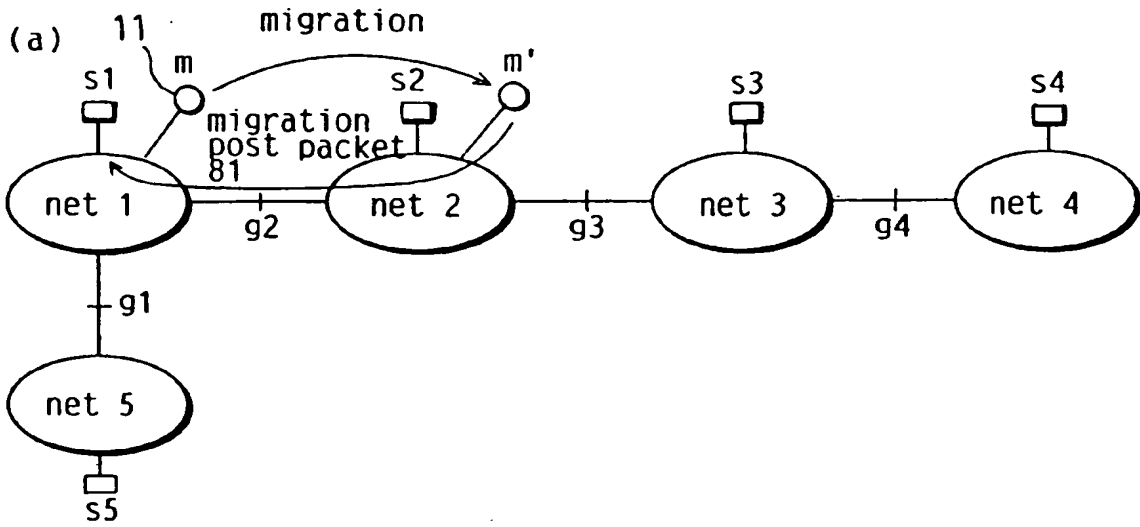 (a)
11
migration
m
m'
s1
s2
s3
s4
migration
post packet
81
net 1
net 2
net 3
net 4
g2
g3
g4
g1
net 5
s5